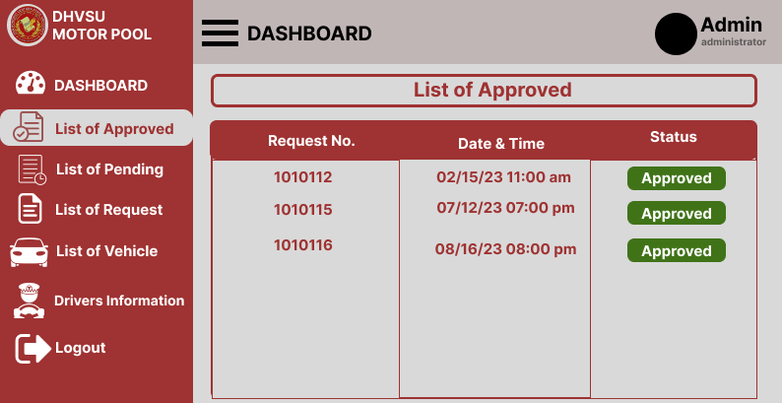 DHVSU
MOTOR POOL
DASHBOARD
Admin
administrator
DASHBOARD
List of Approved
List of Pending
List of Request
List of Vehicle
Drivers Information
Logout
List of Approved
Request No. Date & Time Status
1010112 02/15/23 11:00 am Approved
1010115 07/12/23 07:00 pm Approved
1010116 08/16/23 08:00 pm Approved